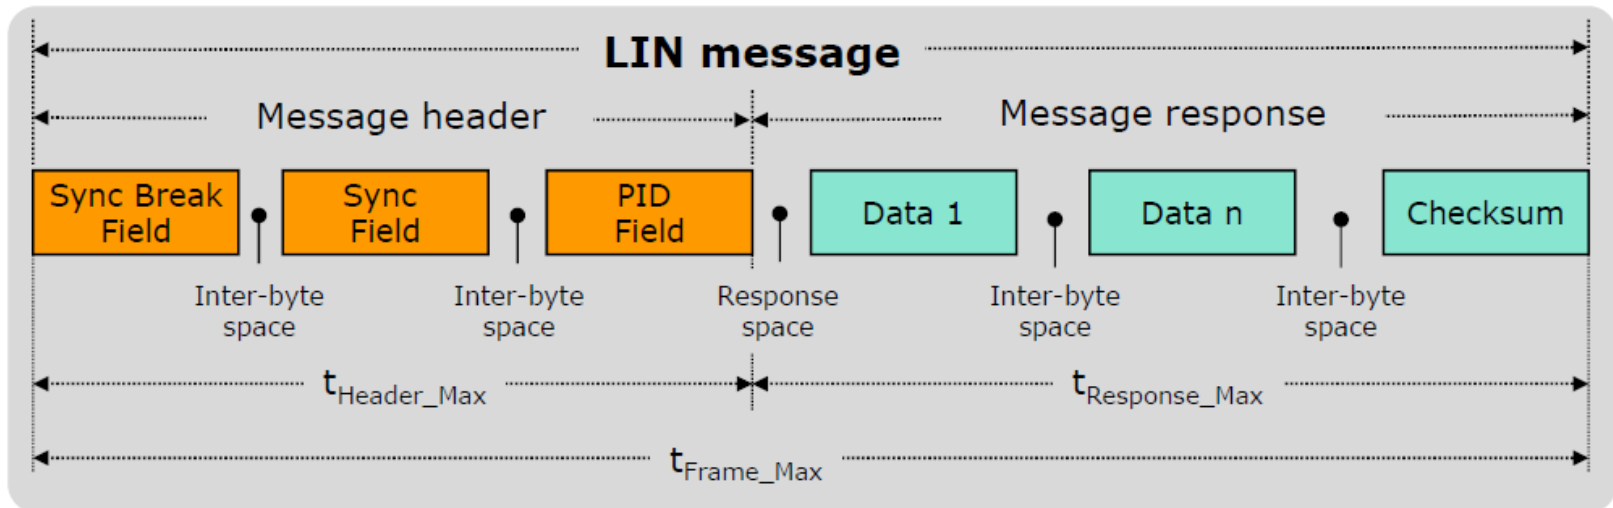 LIN message
Message header
Message response
Sync Break
Field
Sync
Field
PID
Field
Data 1
Data n
Checksum
Inter-byte
space
Inter-byte
space
Response
space
Inter-byte
space
Inter-byte
space
tHeader_Max
tResponse_Max
tFrame_Max